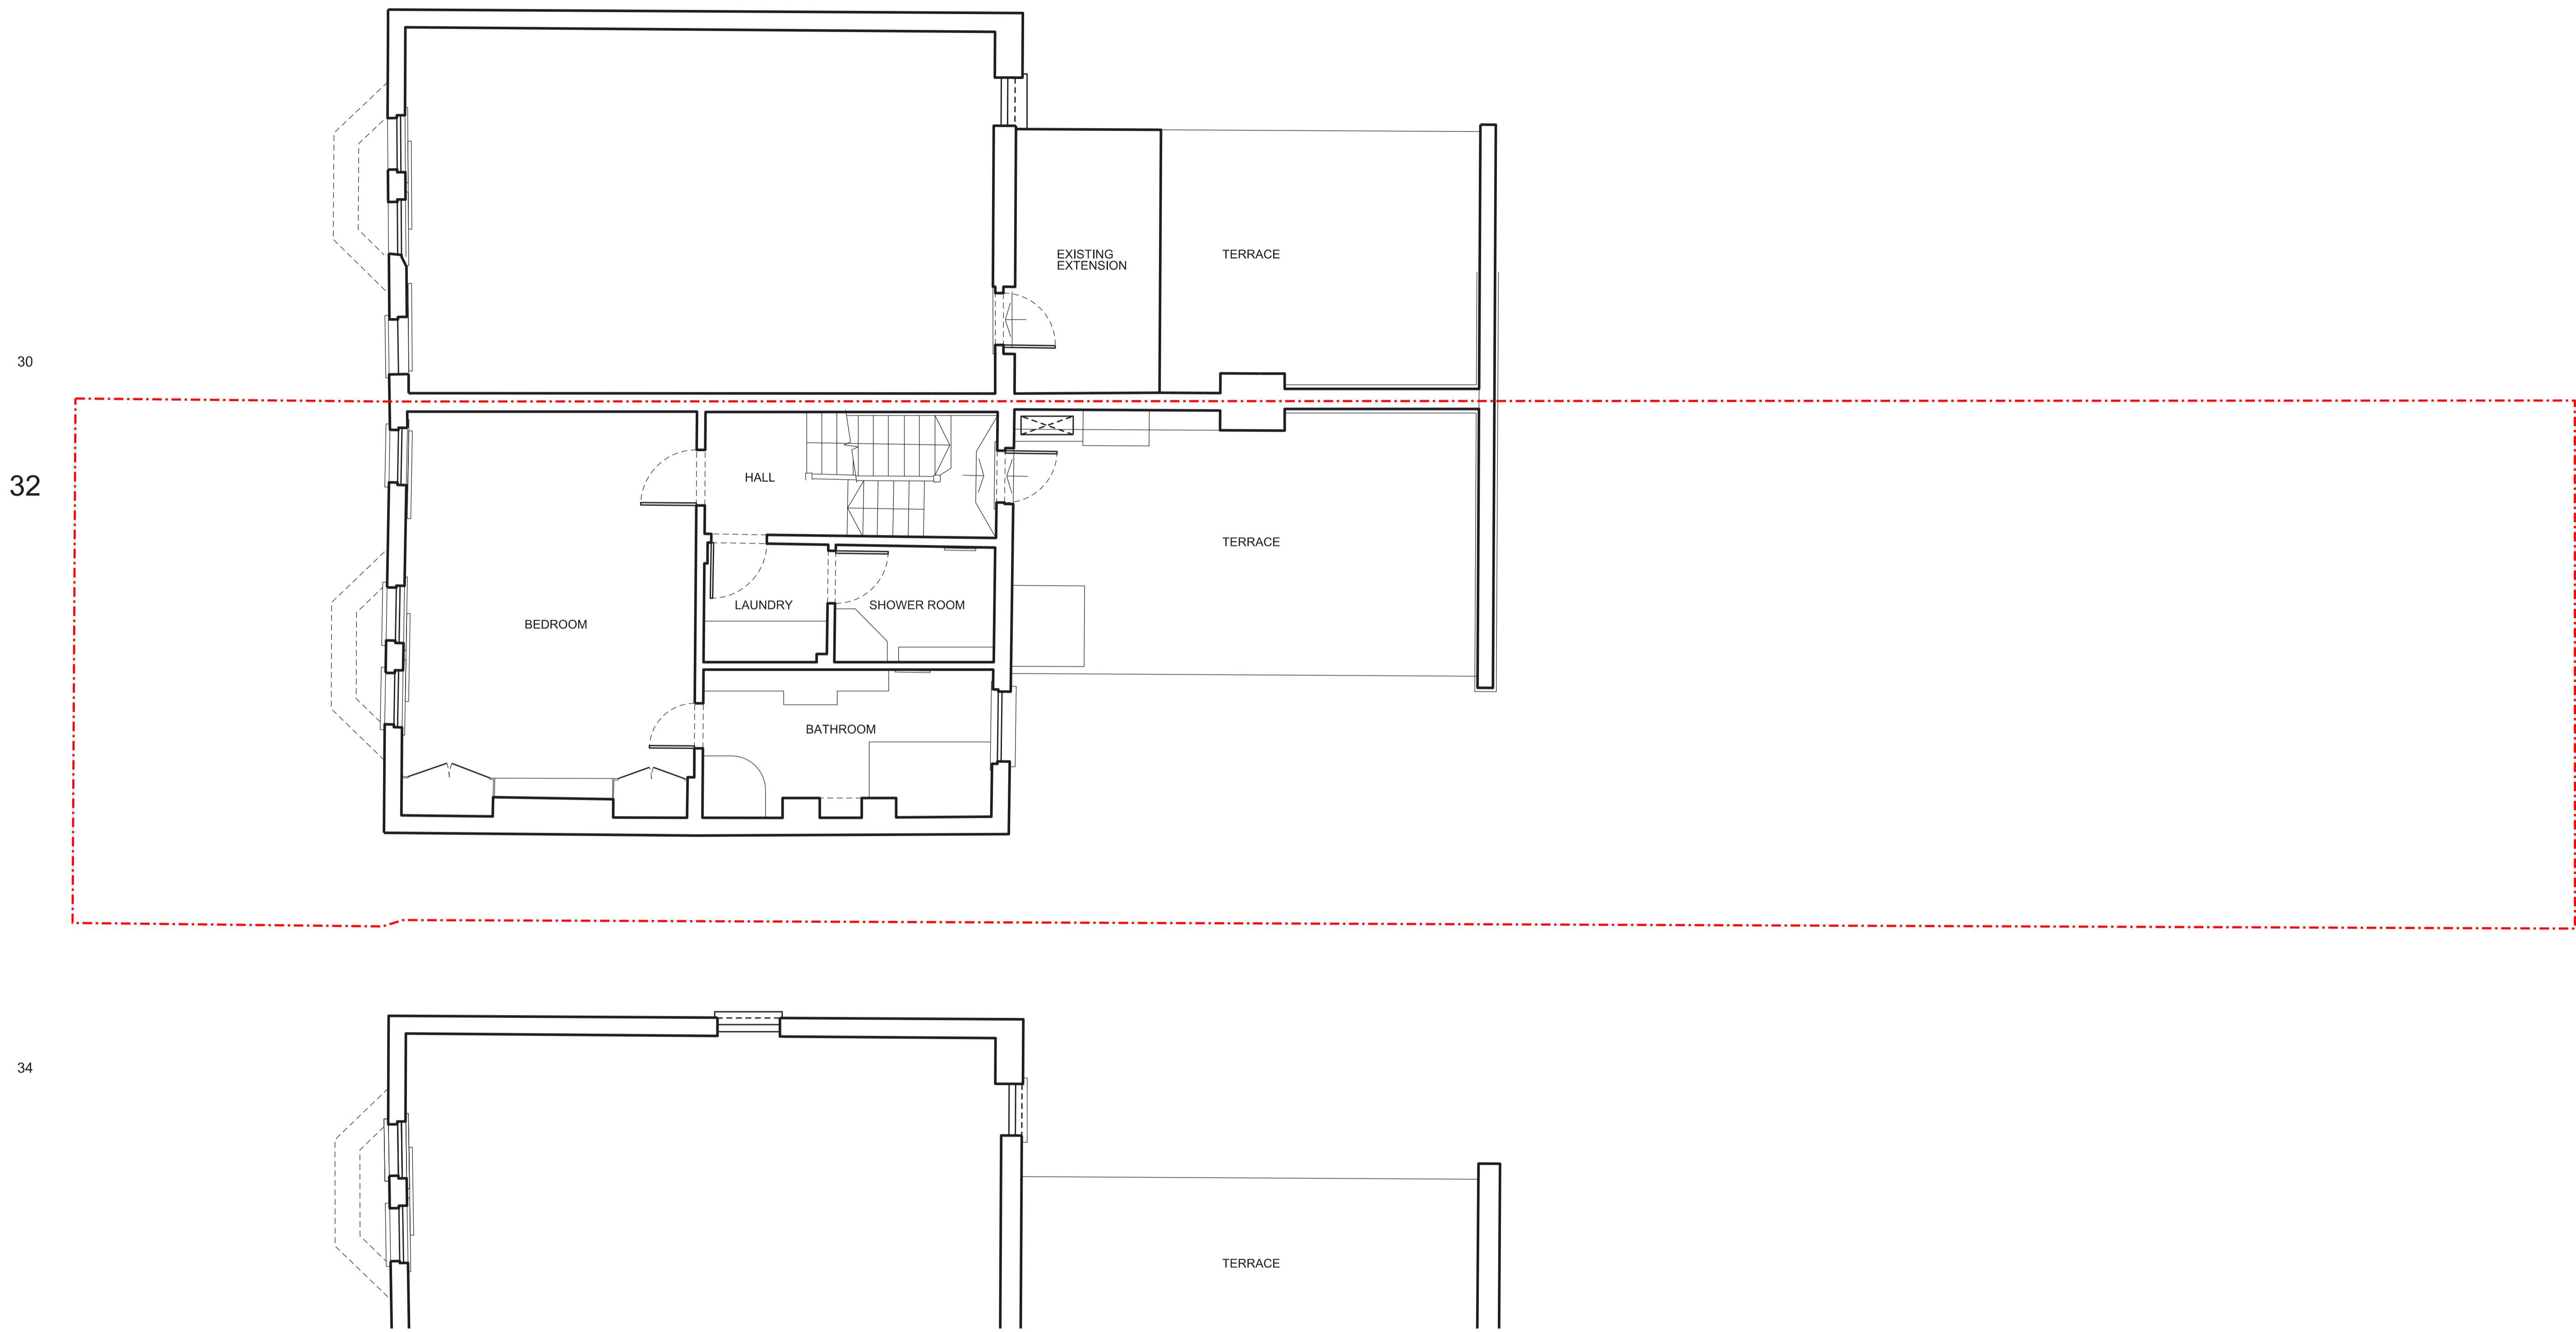 EXISTING
EXTENSION
TERRACE
30
32
HALL
TERRACE
LAUNDRY
SHOWER ROOM
BEDROOM
BATHROOM
34
TERRACE